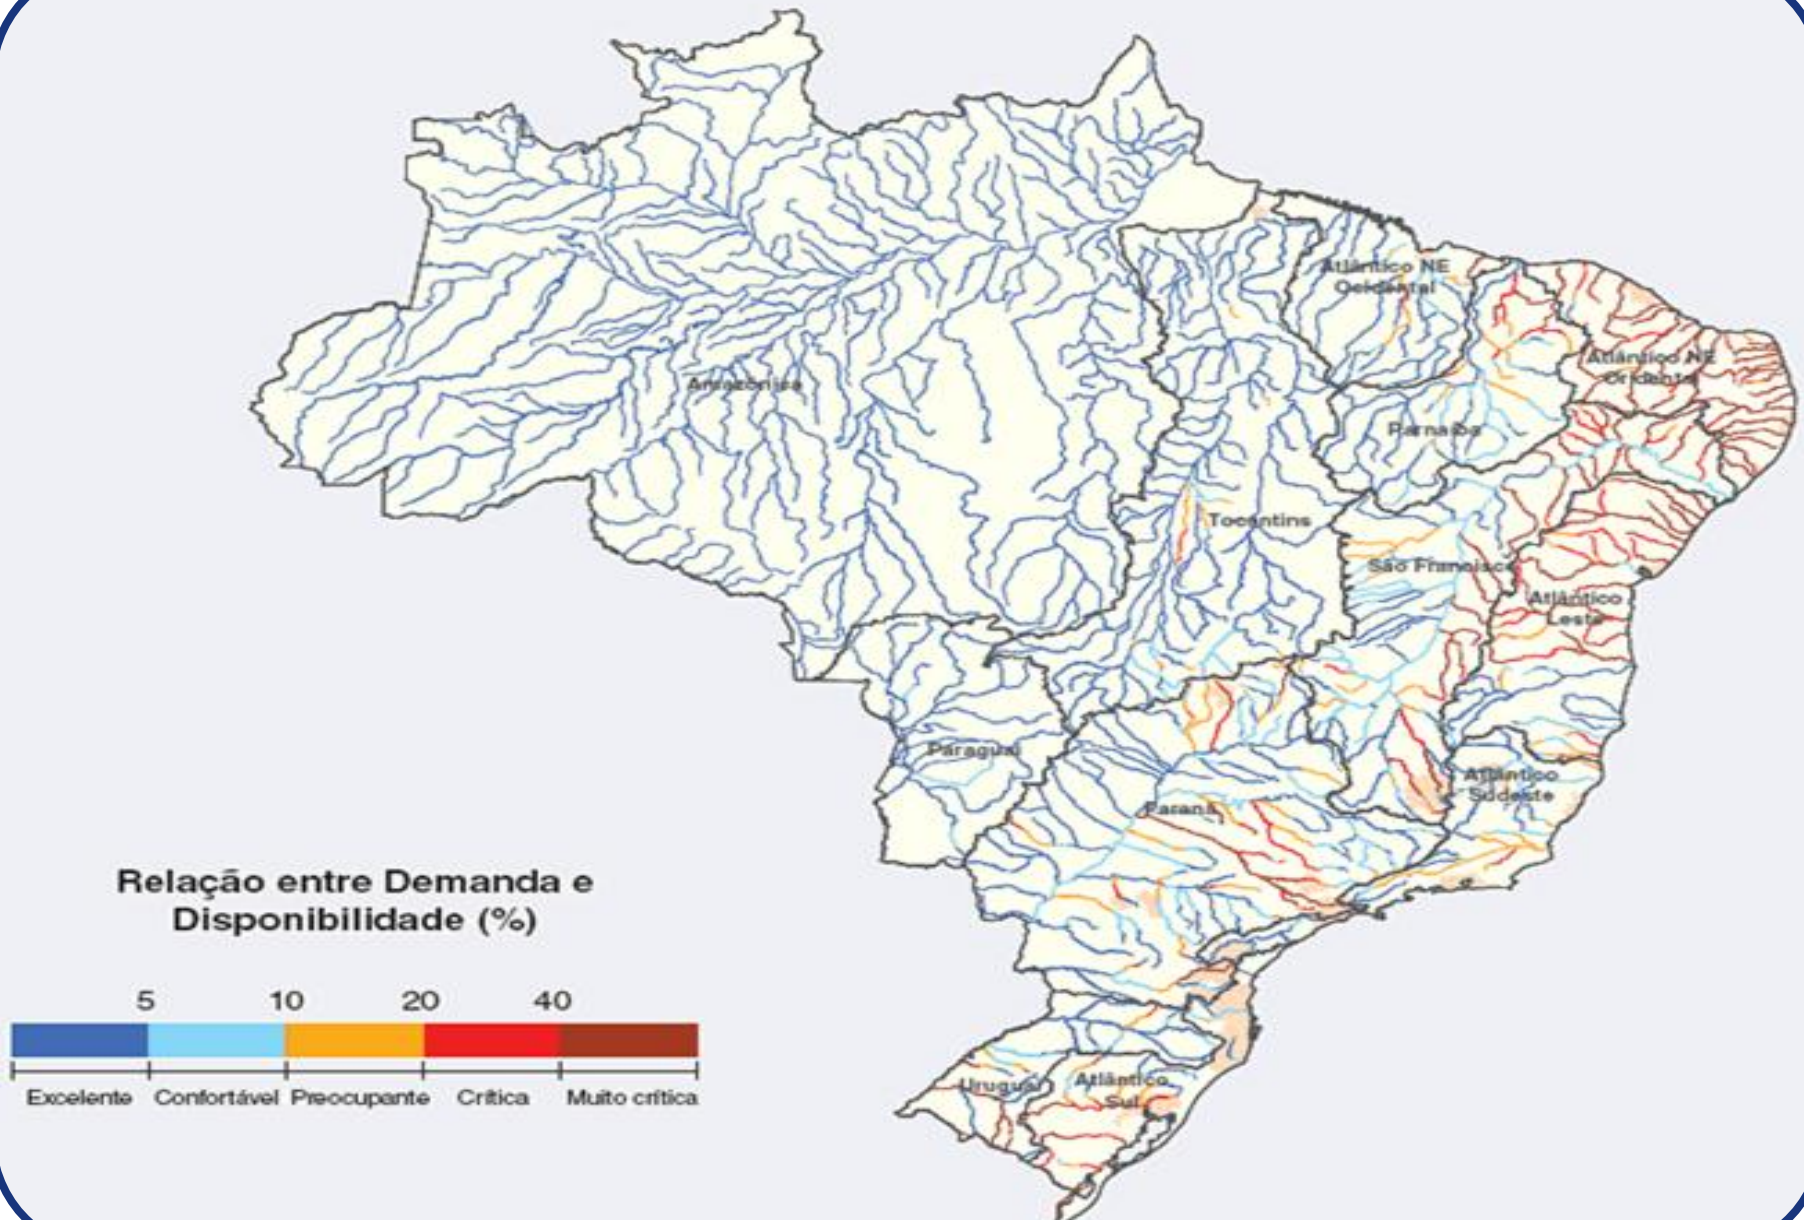 Atlântico NE
Ocidental
Atlântico NE
Oridental
Amazônica
Parnaíba
Tocantins
São Francisco
Atlântico
Leste
Paraguai
Atlântico
Sudeste
Paraná
Relação entre Demanda e
Disponibilidade (%)
5 10 20 40
Excelente Confortável Preocupante Crítica Muito crítica
Uruguai
Atlântico
Sul